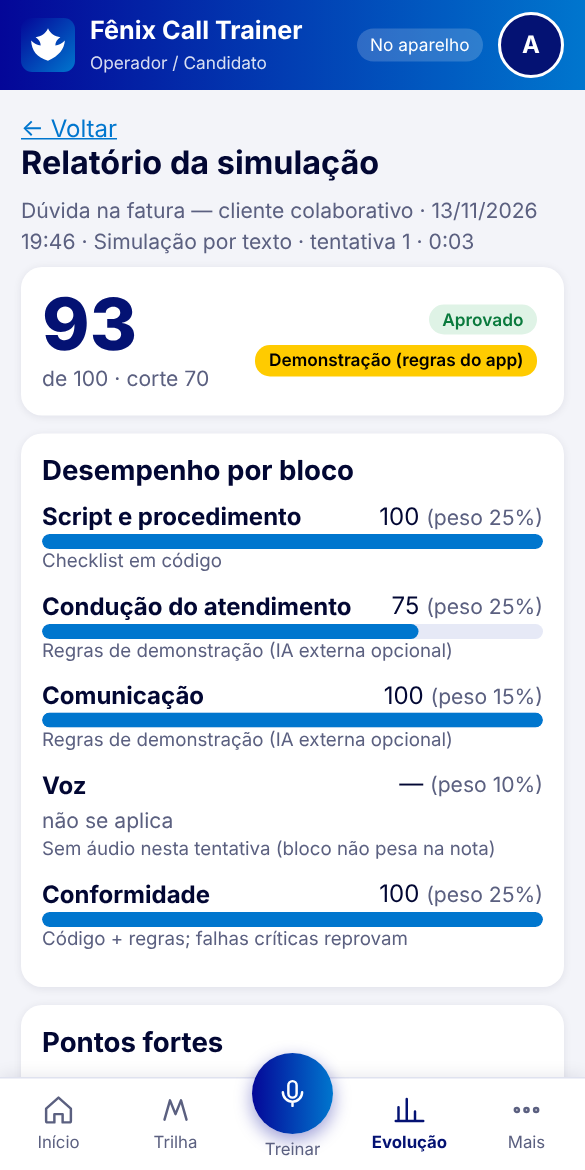 Fênix Call Trainer
Operador / Candidato
No aparelho
A
← Voltar
Relatório da simulação
Dúvida na fatura — cliente colaborativo · 13/11/2026
19:46 · Simulação por texto · tentativa 1 · 0:03
93
de 100 · corte 70
Aprovado
Demonstração (regras do app)
Desempenho por bloco
Script e procedimento 100 (peso 25%)
Checklist em código
Condução do atendimento 75 (peso 25%)
Regras de demonstração (IA externa opcional)
Comunicação 100 (peso 15%)
Regras de demonstração (IA externa opcional)
Voz — (peso 10%)
não se aplica
Sem áudio nesta tentativa (bloco não pesa na nota)
Conformidade 100 (peso 25%)
Código + regras; falhas críticas reprovam
Pontos fortes
Início Trilha Treinar Evolução Mais